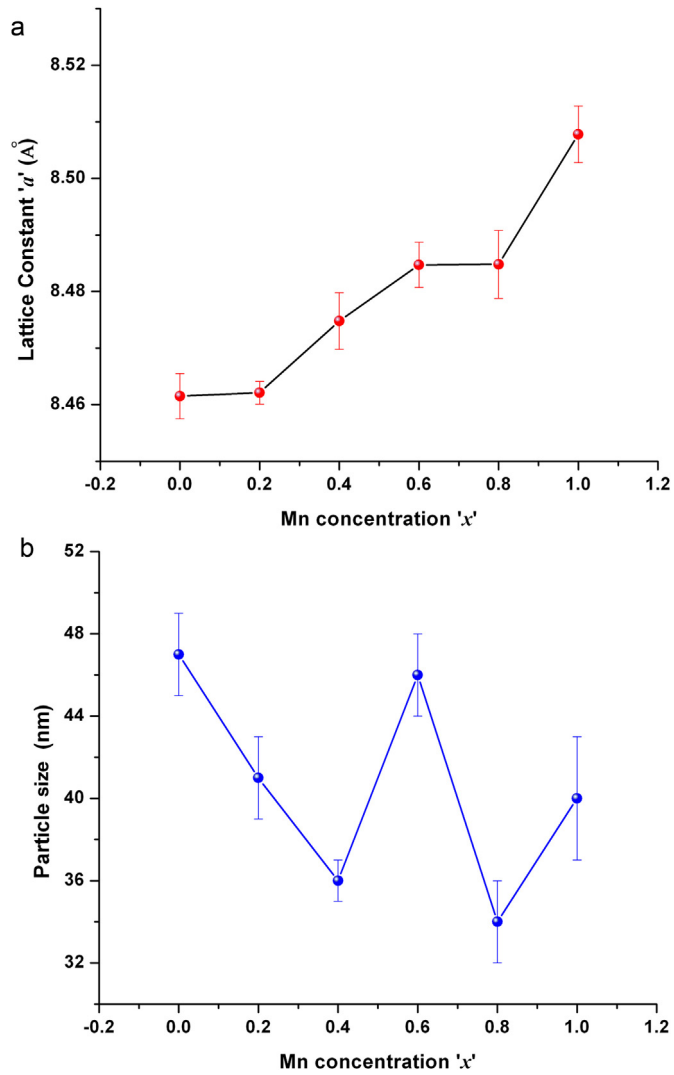 a
8.52
8.50
8.48
8.46
Lattice Constant 'a' (Å)
-0.2 0.0 0.2 0.4 0.6 0.8 1.0 1.2
Mn concentration 'x'
b
52
48
44
40
36
32
Particle size (nm)
-0.2 0.0 0.2 0.4 0.6 0.8 1.0 1.2
Mn concentration 'x'